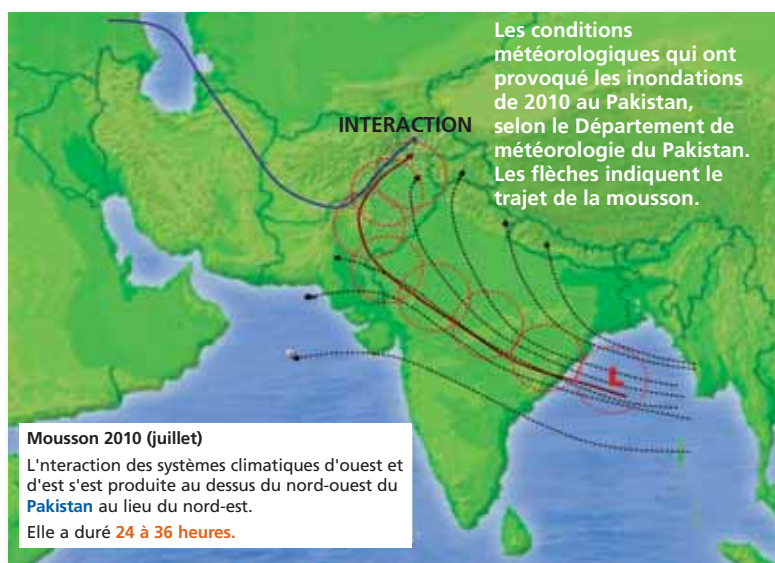 Les conditions
météorologiques qui ont
provoqué les inondations
de 2010 au Pakistan,
selon le Département de
météorologie du Pakistan.
Les flèches indiquent le
trajet de la mousson.
INTERACTION
L
Mousson 2010 (juillet)
L'nteraction des systèmes climatiques d'ouest et
d'est s'est produite au dessus du nord-ouest du
Pakistan au lieu du nord-est.
Elle a duré 24 à 36 heures.